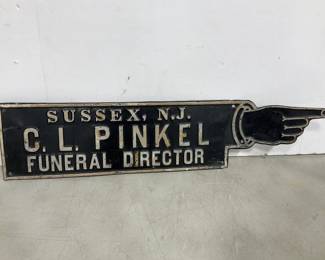 SUSSEX, N.J.
C. L. PINKEL
FUNERAL DIRECTOR